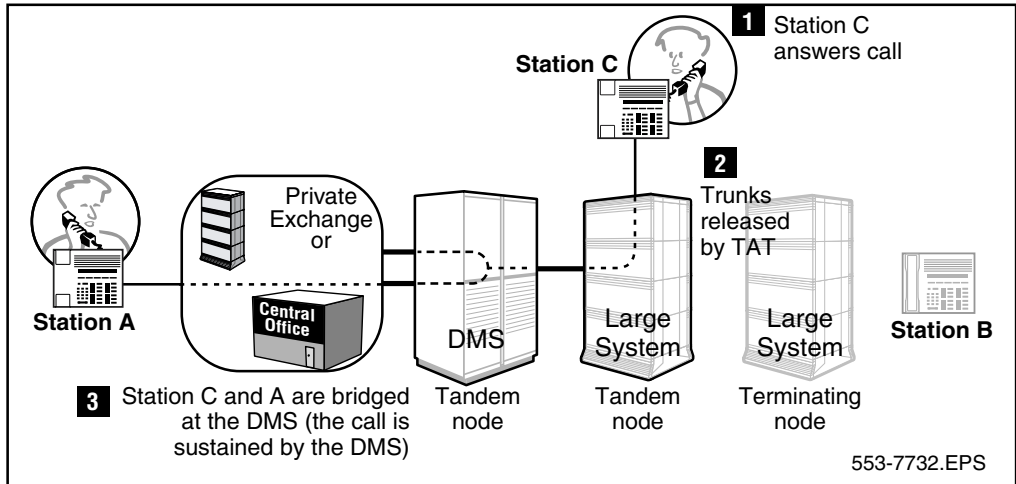 1 Station C
answers call
Station C
2
Trunks
released
by TAT
Private
Exchange
or
Central
Office
Station A
DMS
Large
System
Large
System
Station B
3 Station C and A are bridged
at the DMS (the call is
sustained by the DMS)
Tandem
node
Tandem
node
Terminating
node
553-7732.EPS